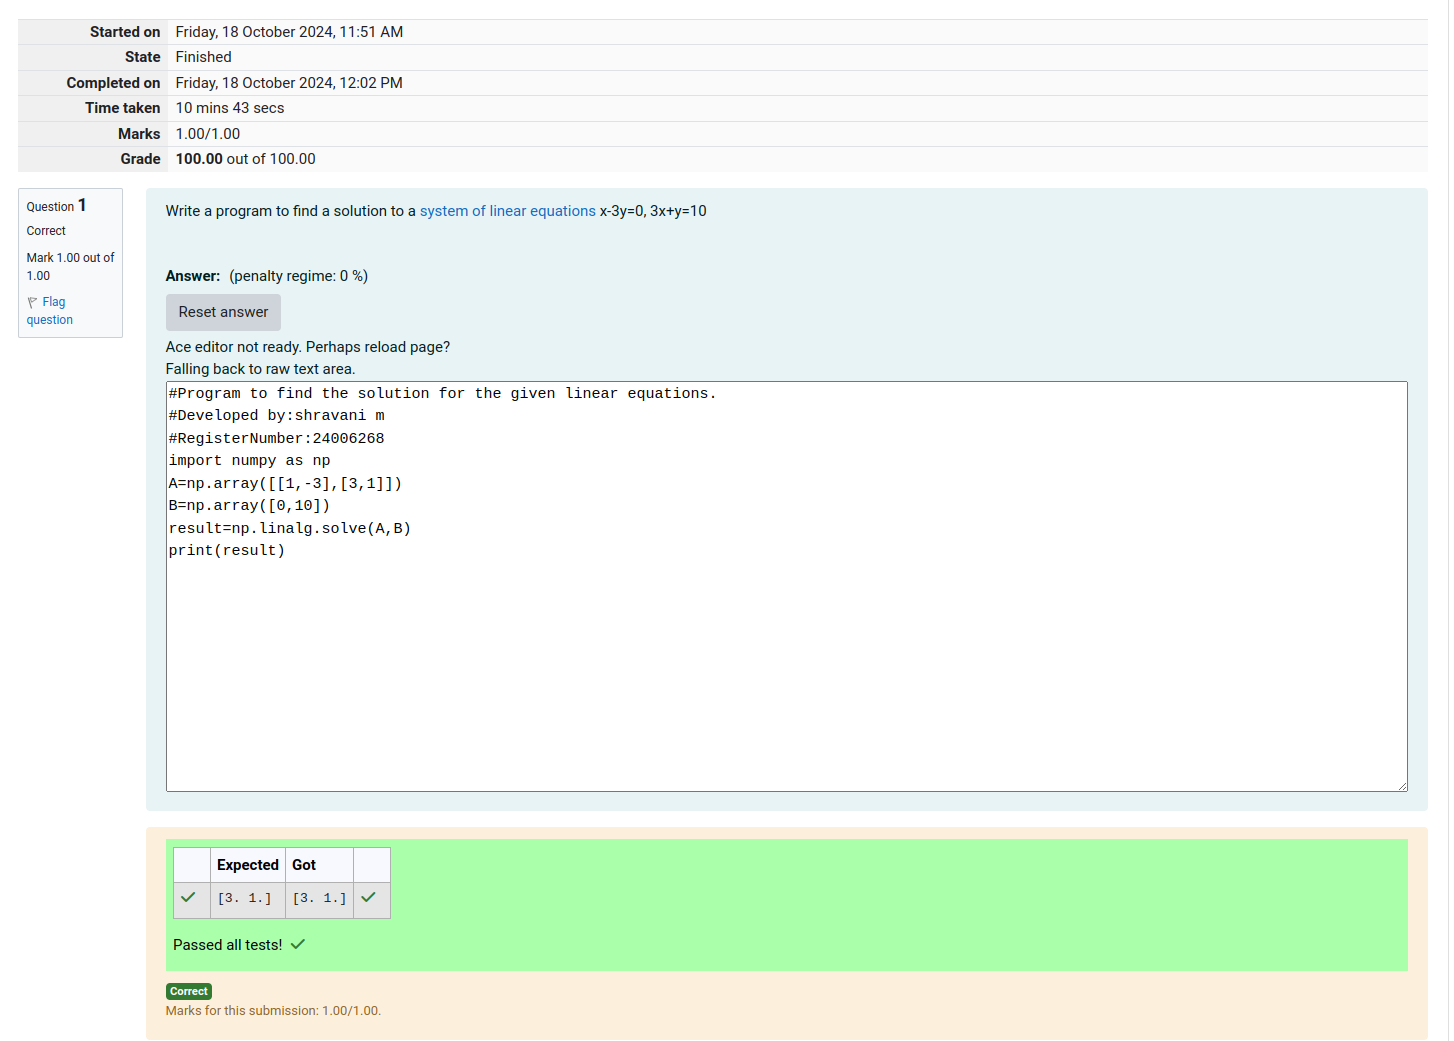 Started on Friday, 18 October 2024, 11:51 AM
State Finished
Completed on Friday, 18 October 2024, 12:02 PM
Time taken 10 mins 43 secs
Marks 1.00/1.00
Grade 100.00 out of 100.00
Question 1
Correct
Mark 1.00 out of
1.00
Flag
question
Write a program to find a solution to a system of linear equations x-3y=0, 3x+y=10
Answer: (penalty regime: 0 %)
Reset answer
Ace editor not ready. Perhaps reload page?
Falling back to raw text area.
#Program to find the solution for the given linear equations.
#Developed by:shravani m
#RegisterNumber:24006268
import numpy as np
A=np.array([[1,-3],[3,1]])
B=np.array([0,10])
result=np.linalg.solve(A,B)
print(result)
Expected Got
[3. 1.] [3. 1.]
Passed all tests!
Correct
Marks for this submission: 1.00/1.00.